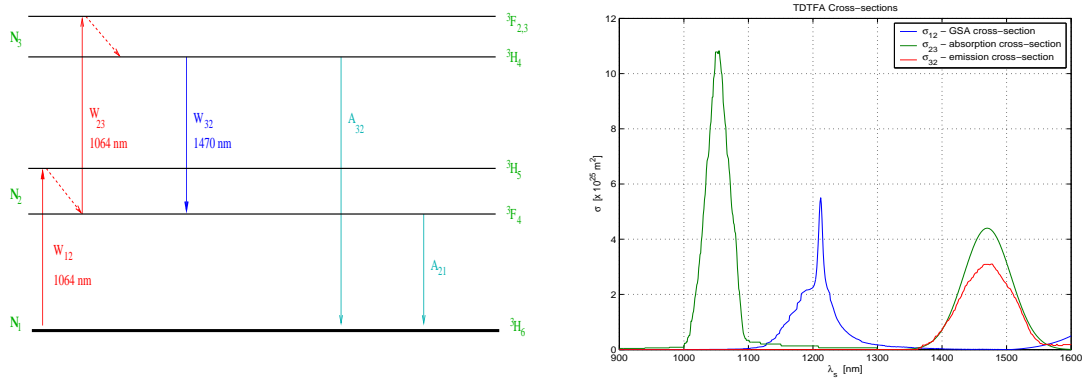 N3
N2
N1
³F2,3
³H4
³H5
³F4
³H6
W23
1064 nm
W32
1470 nm
A32
W12
1064 nm
A21
TDTFA Cross−sections
σ12 − GSA cross−section
σ23 − absorption cross−section
σ32 − emission cross−section
σ [x 10²⁵ m²]
12
10
8
6
4
2
0
900 1000 1100 1200 1300 1400 1500 1600
λs [nm]